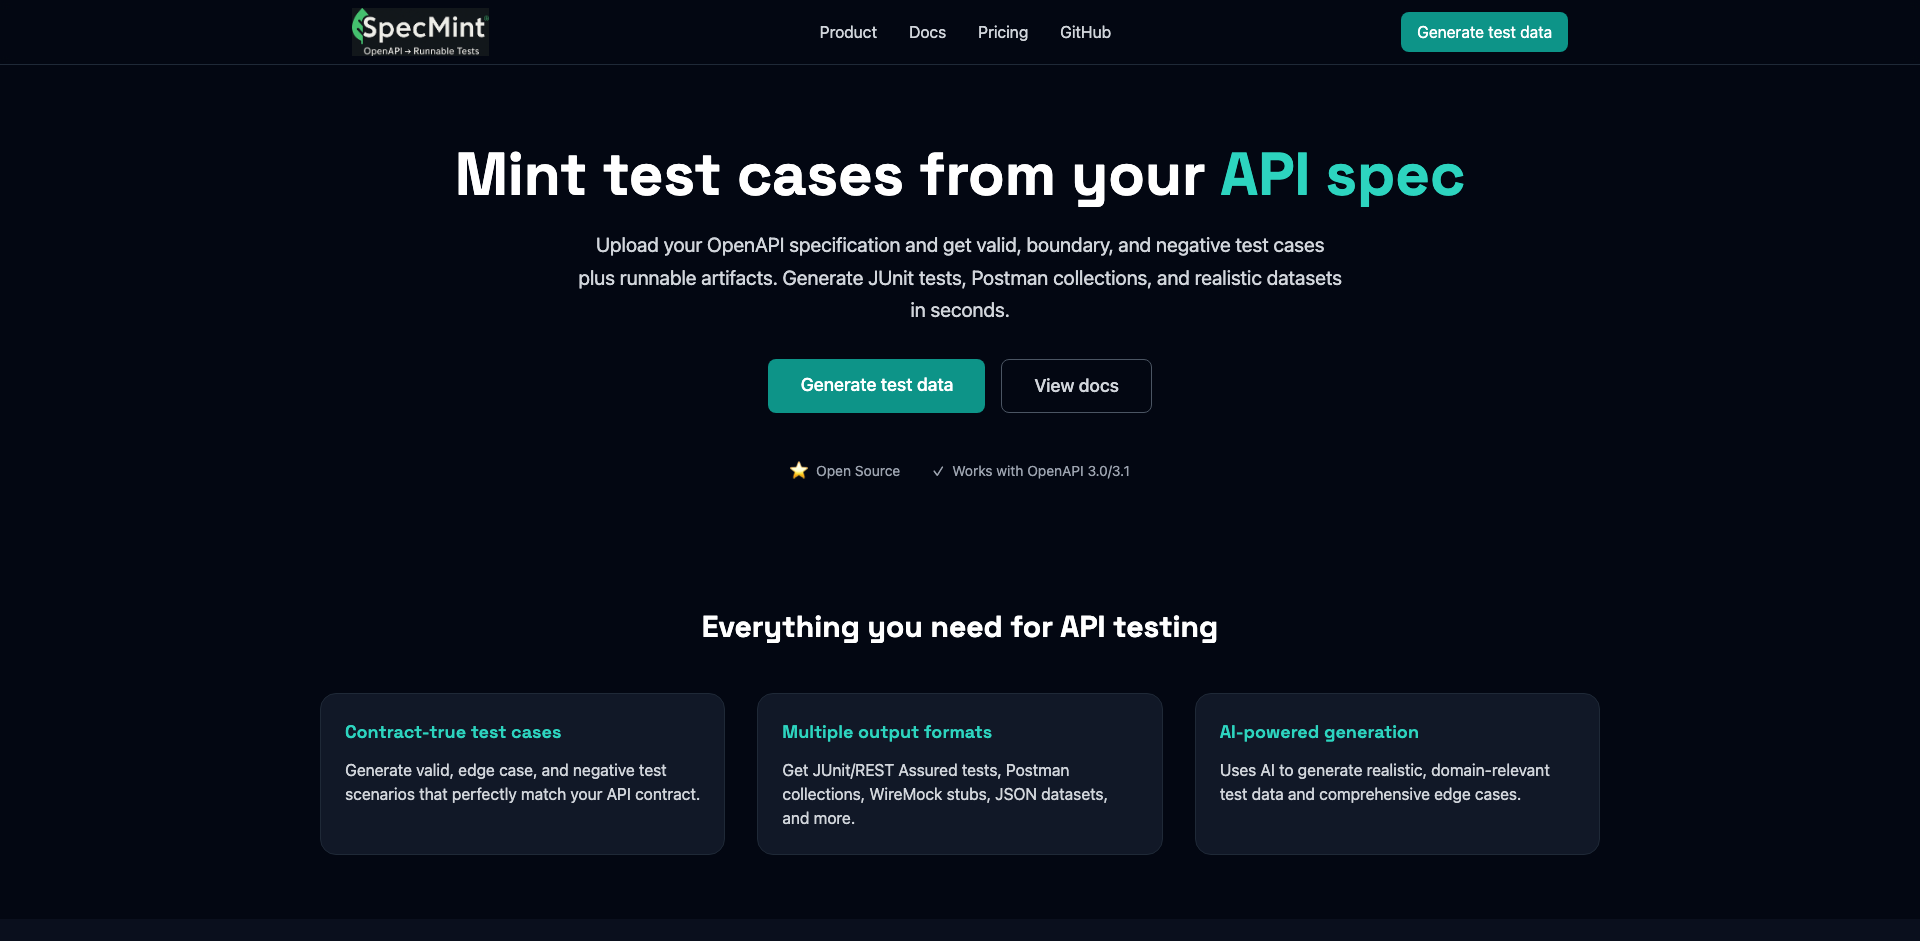 SpecMint
OpenAPI → Runnable Tests
Product
Docs
Pricing
GitHub
Generate test data
Mint test cases from your API spec
Upload your OpenAPI specification and get valid, boundary, and negative test cases
plus runnable artifacts. Generate JUnit tests, Postman collections, and realistic datasets
in seconds.
Generate test data
View docs
Open Source
✓ Works with OpenAPI 3.0/3.1
Everything you need for API testing
Contract-true test cases
Generate valid, edge case, and negative test
scenarios that perfectly match your API contract.
Multiple output formats
Get JUnit/REST Assured tests, Postman
collections, WireMock stubs, JSON datasets,
and more.
AI-powered generation
Uses AI to generate realistic, domain-relevant
test data and comprehensive edge cases.